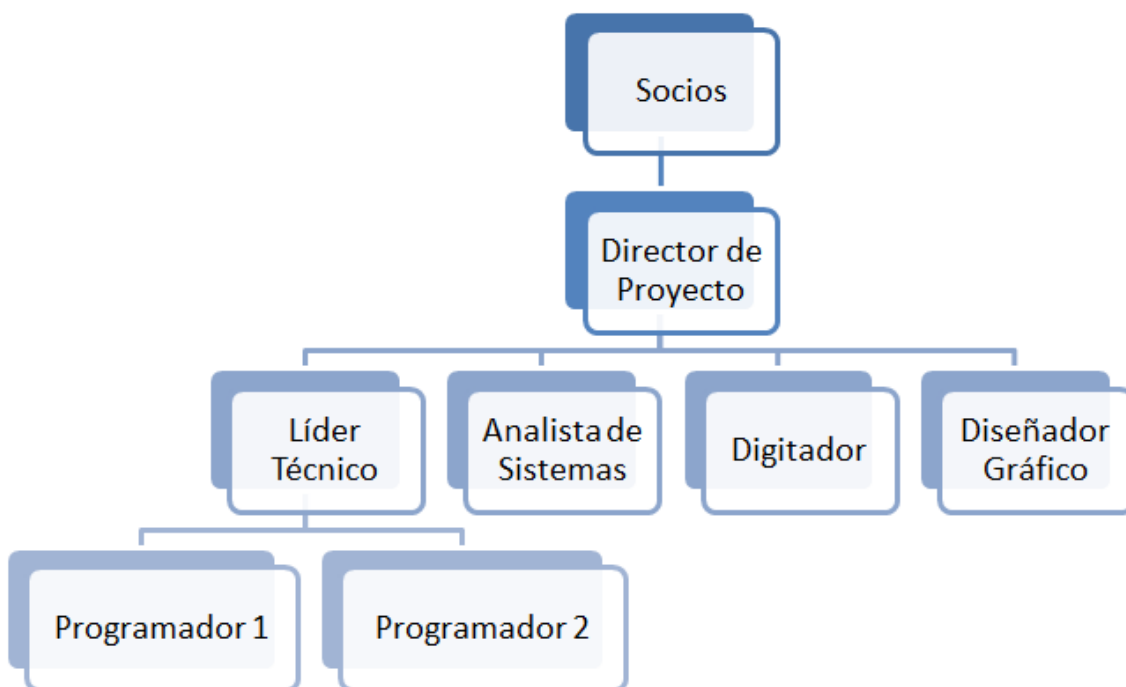 Socios
Director de
Proyecto
Líder
Técnico
Analista de
Sistemas
Digitador
Diseñador
Gráfico
Programador 1
Programador 2